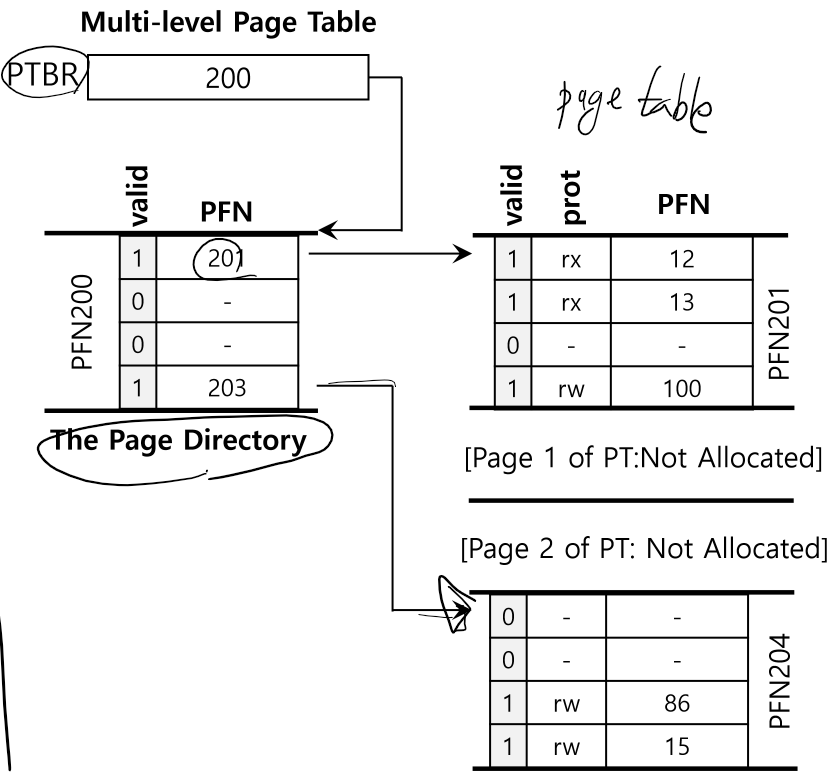 Multi-level Page Table
PTBR 200
page table
valid PFN
1 201
0 -
0 -
1 203
PFN200
The Page Directory
valid prot PFN
1 rx 12
1 rx 13
0 - -
1 rw 100
PFN201
[Page 1 of PT:Not Allocated]
[Page 2 of PT: Not Allocated]
0 - -
0 - -
1 rw 86
1 rw 15
PFN204